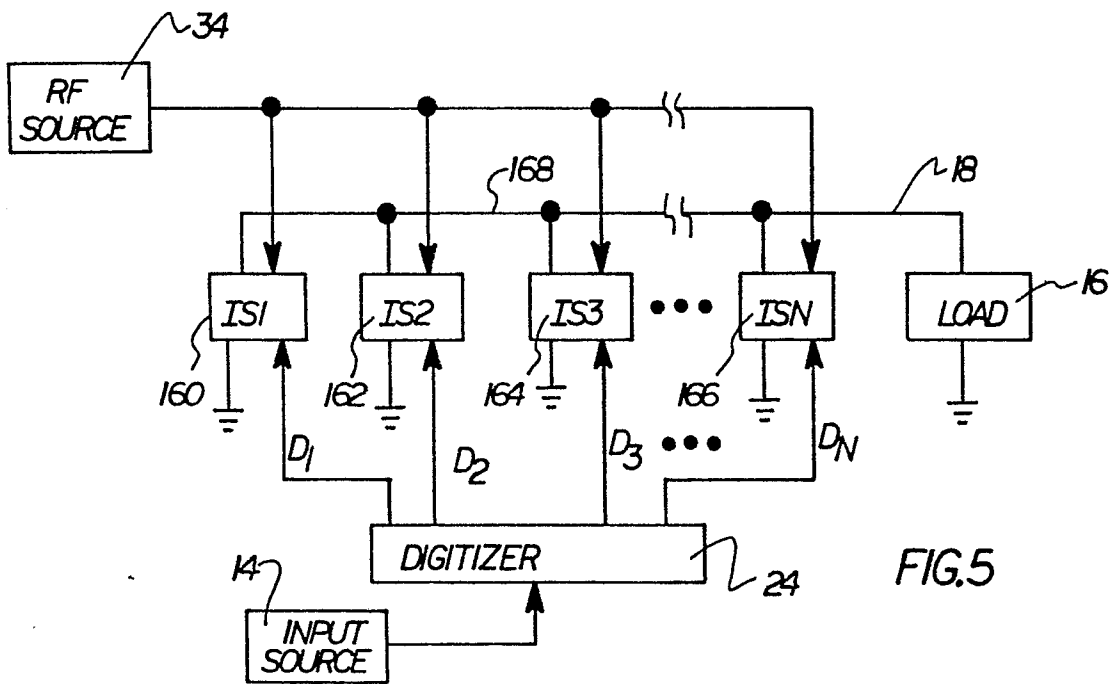 34
RF
SOURCE
168
18
IS1
IS2
IS3
•••
ISN
LOAD
16
160
162
164
166
D1
D2
D3
•••
DN
DIGITIZER
24
14
INPUT
SOURCE
FIG.5